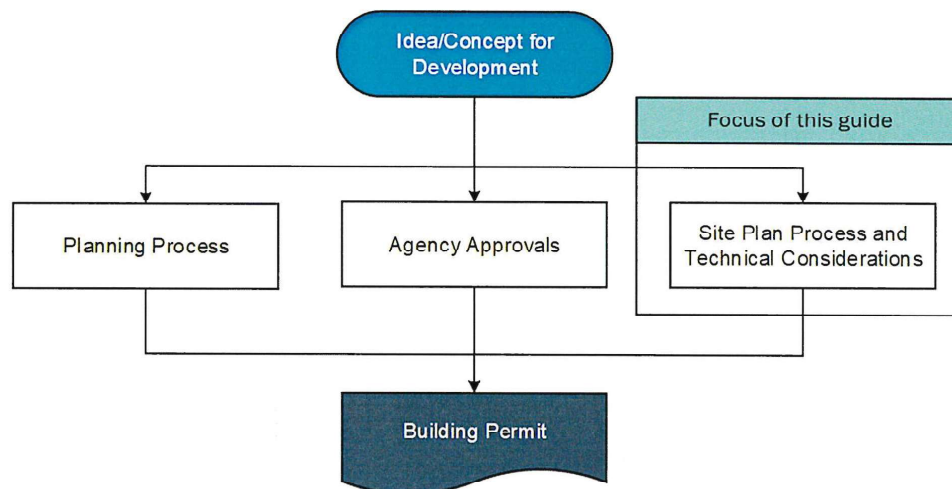 Idea/Concept for
Development
Focus of this guide
Planning Process
Agency Approvals
Site Plan Process and
Technical Considerations
Building Permit